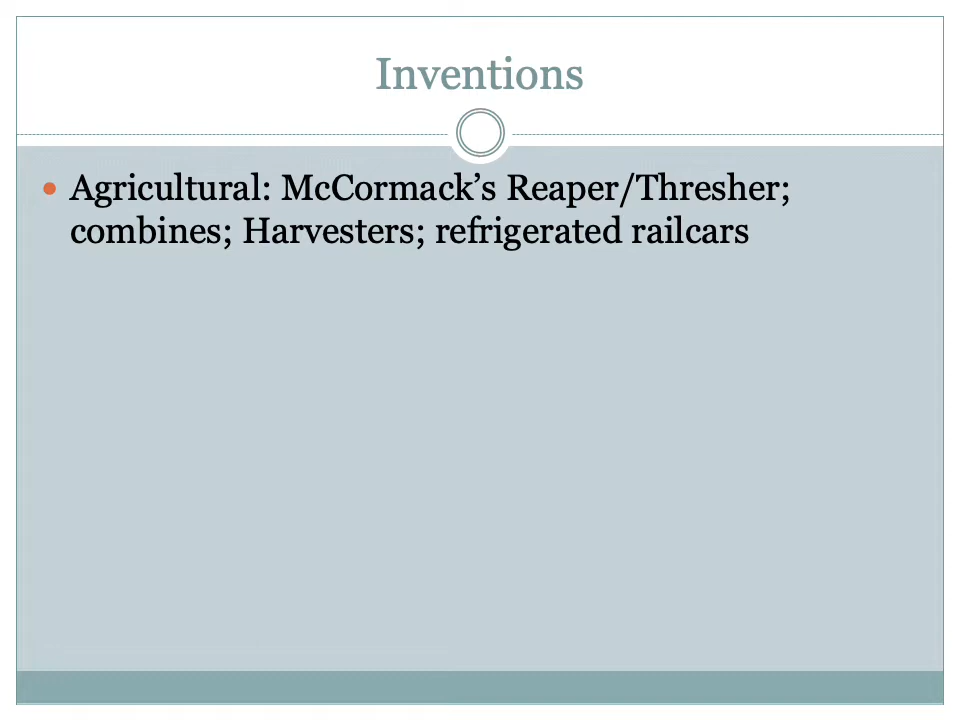 Inventions
• Agricultural: McCormack’s Reaper/Thresher;
combines; Harvesters; refrigerated railcars